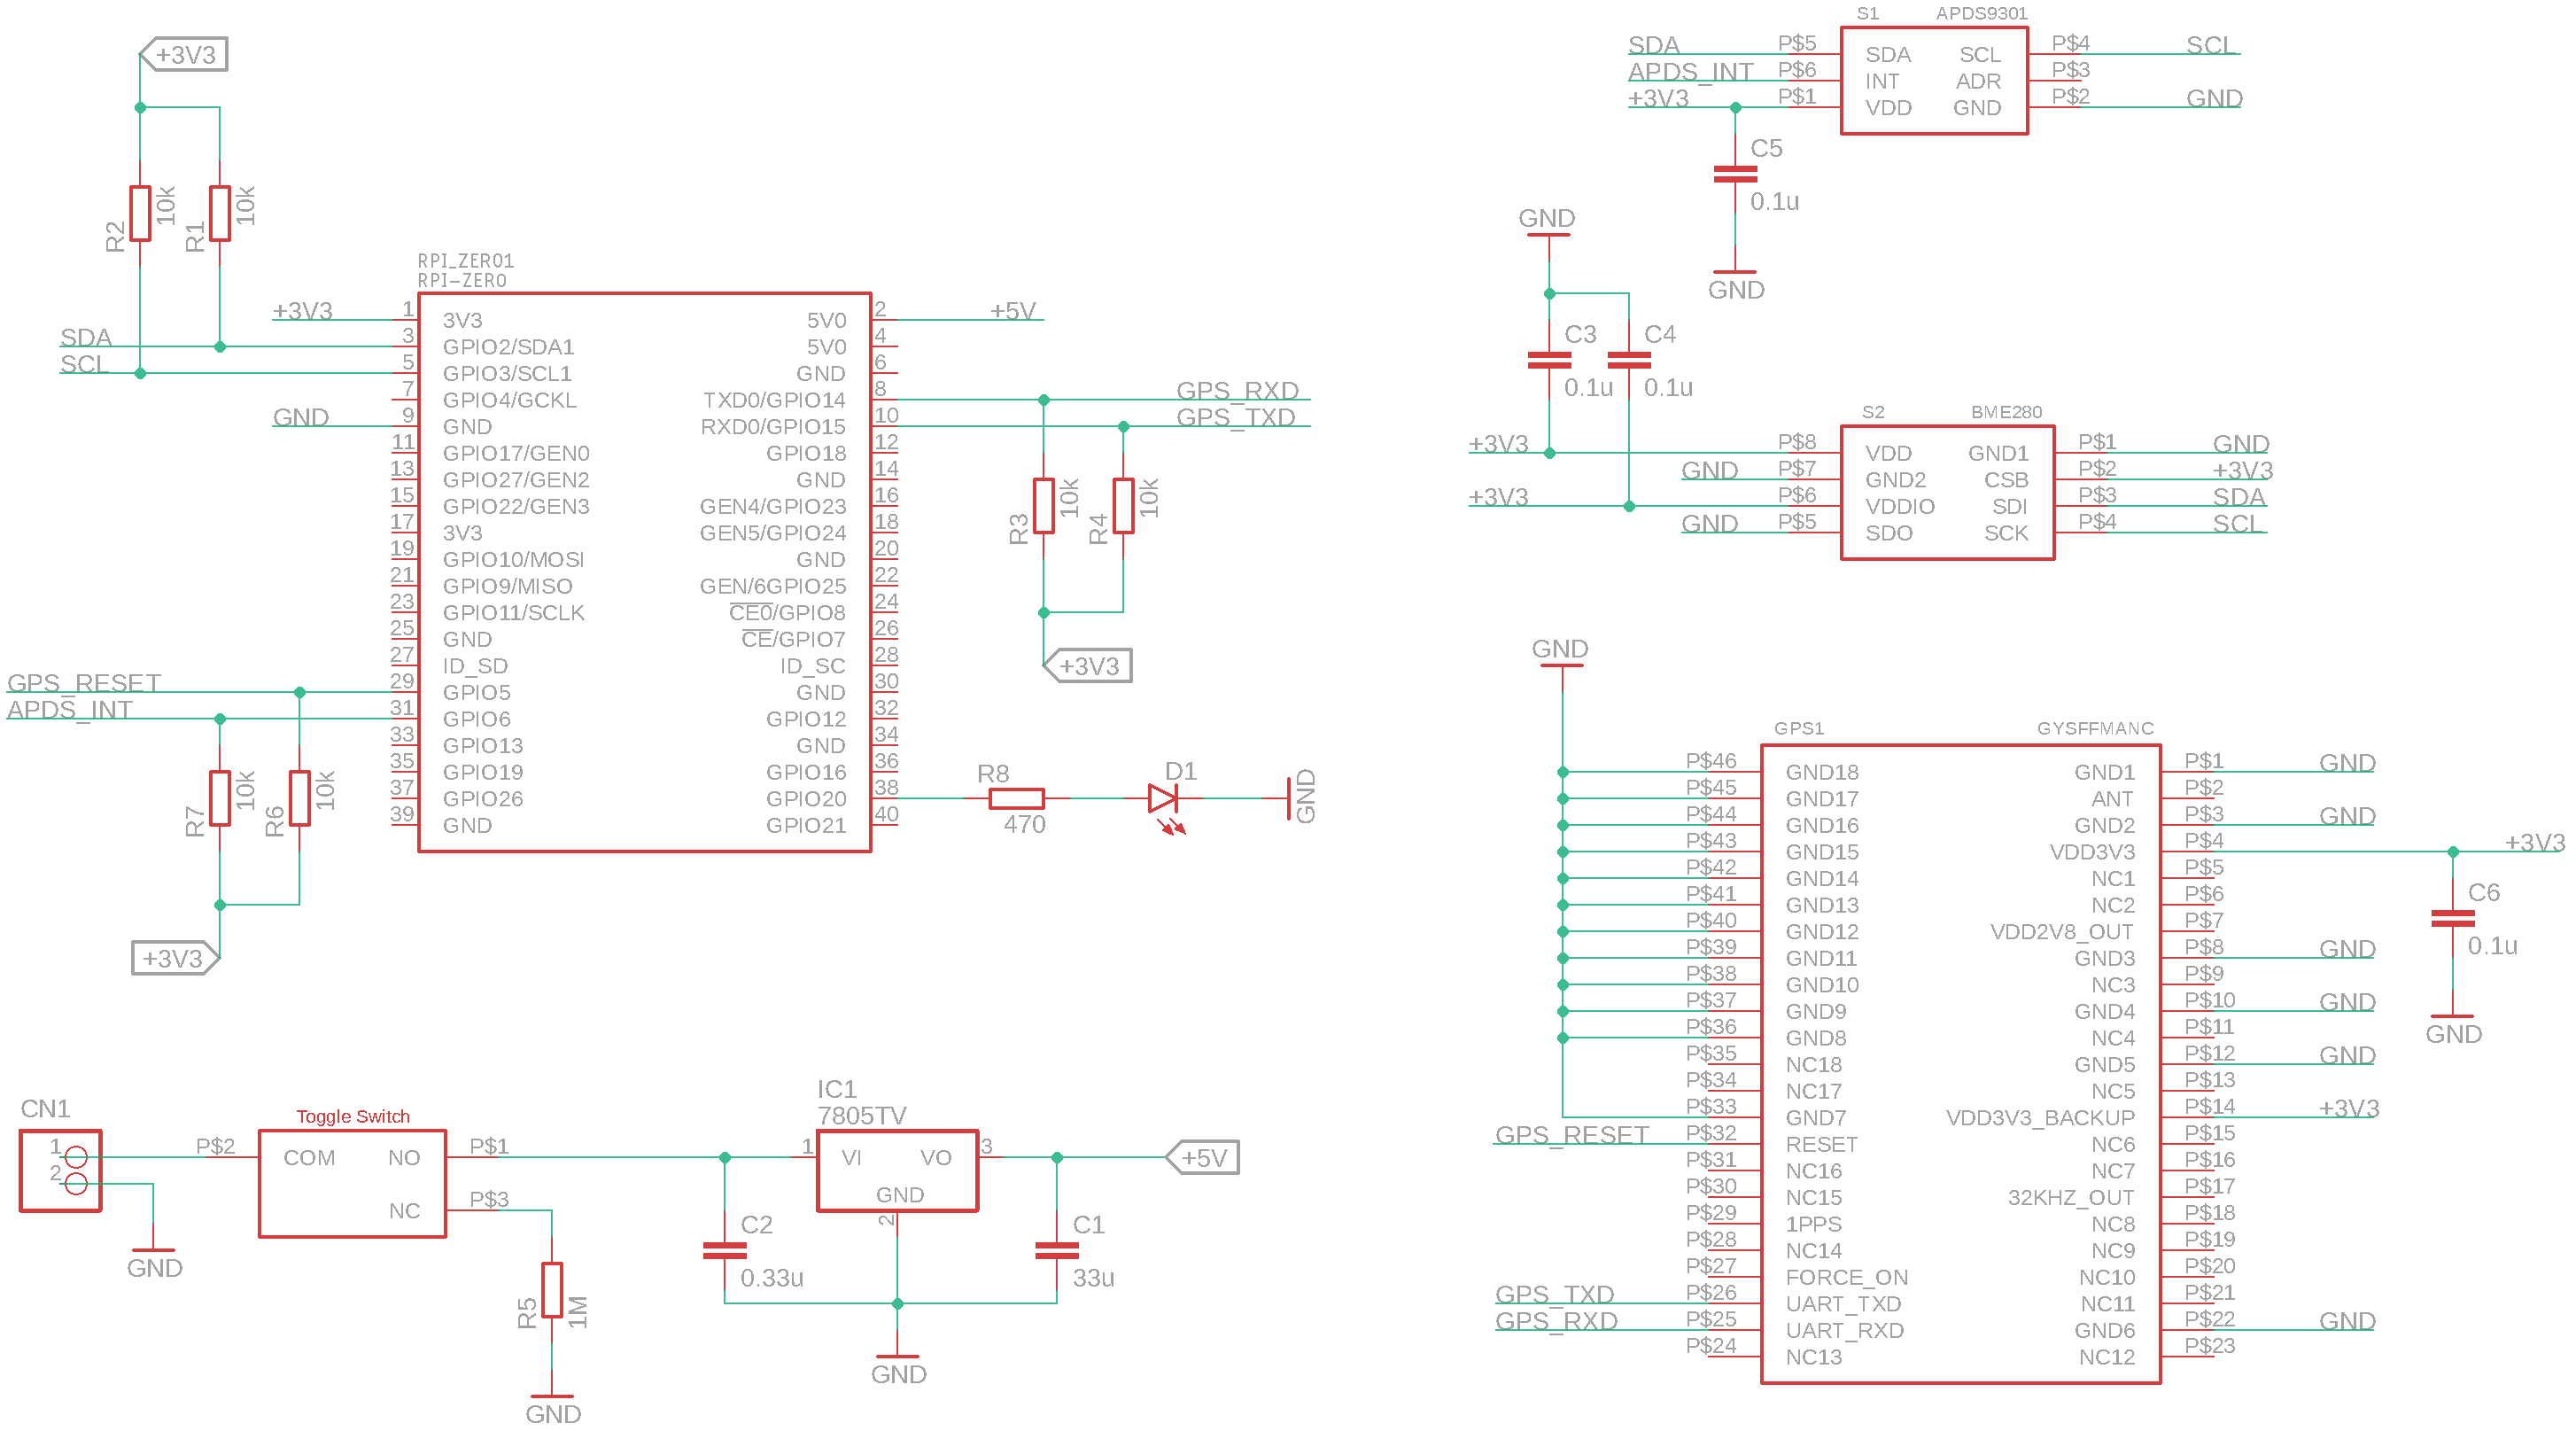 +3V3
R2
10k
R1
10k
RPI_ZERO1
RPI-ZERO
+3V3 1 3V3 5V0 2 +5V
SDA 3 GPIO2/SDA1 5V0 4
SCL 5 GPIO3/SCL1 GND 6
7 GPIO4/GCKL TXD0/GPIO14 8 GPS_RXD
GND 9 GND RXD0/GPIO15 10 GPS_TXD
11 GPIO17/GEN0 GPIO18 12
13 GPIO27/GEN2 GND 14
15 GPIO22/GEN3 GEN4/GPIO23 16
17 3V3 GEN5/GPIO24 18
19 GPIO10/MOSI GND 20
21 GPIO9/MISO GEN/6GPIO25 22
23 GPIO11/SCLK CE0/GPIO8 24
25 GND CE/GPIO7 26
27 ID_SD ID_SC 28
GPS_RESET 29 GPIO5 GND 30
APDS_INT 31 GPIO6 GPIO12 32
33 GPIO13 GND 34
35 GPIO19 GPIO16 36
37 GPIO26 GPIO20 38
39 GND GPIO21 40
R3
10k
R4
10k
+3V3
R8
470
D1
GND
R7
10k
R6
10k
+3V3
CN1
1
2
GND
Toggle Switch
P$2 COM NO P$1
NC P$3
R5
1M
GND
IC1
7805TV
1 VI VO 3
GND
2
C2
0.33u
C1
33u
+5V
GND
S1 APDS9301
SDA P$5 SDA SCL P$4 SCL
APDS_INT P$6 INT ADR P$3
+3V3 P$1 VDD GND P$2 GND
C5
0.1u
GND
GND
C3
0.1u
C4
0.1u
S2 BME280
+3V3 P$8 VDD GND1 P$1 GND
GND P$7 GND2 CSB P$2 +3V3
+3V3 P$6 VDDIO SDI P$3 SDA
GND P$5 SDO SCK P$4 SCL
GND
GPS1 GYSFFMANC
P$46 GND18 GND1 P$1 GND
P$45 GND17 ANT P$2
P$44 GND16 GND2 P$3 GND
P$43 GND15 VDD3V3 P$4 +3V3
P$42 GND14 NC1 P$5
P$41 GND13 NC2 P$6
P$40 GND12 VDD2V8_OUT P$7
P$39 GND11 GND3 P$8 GND
P$38 GND10 NC3 P$9
P$37 GND9 GND4 P$10 GND
P$36 GND8 NC4 P$11
P$35 NC18 GND5 P$12 GND
P$34 NC17 NC5 P$13
P$33 GND7 VDD3V3_BACKUP P$14 +3V3
GPS_RESET P$32 RESET NC6 P$15
P$31 NC16 NC7 P$16
P$30 NC15 32KHZ_OUT P$17
P$29 1PPS NC8 P$18
P$28 NC14 NC9 P$19
P$27 FORCE_ON NC10 P$20
GPS_TXD P$26 UART_TXD NC11 P$21
GPS_RXD P$25 UART_RXD GND6 P$22 GND
P$24 NC13 NC12 P$23
C6
0.1u
GND